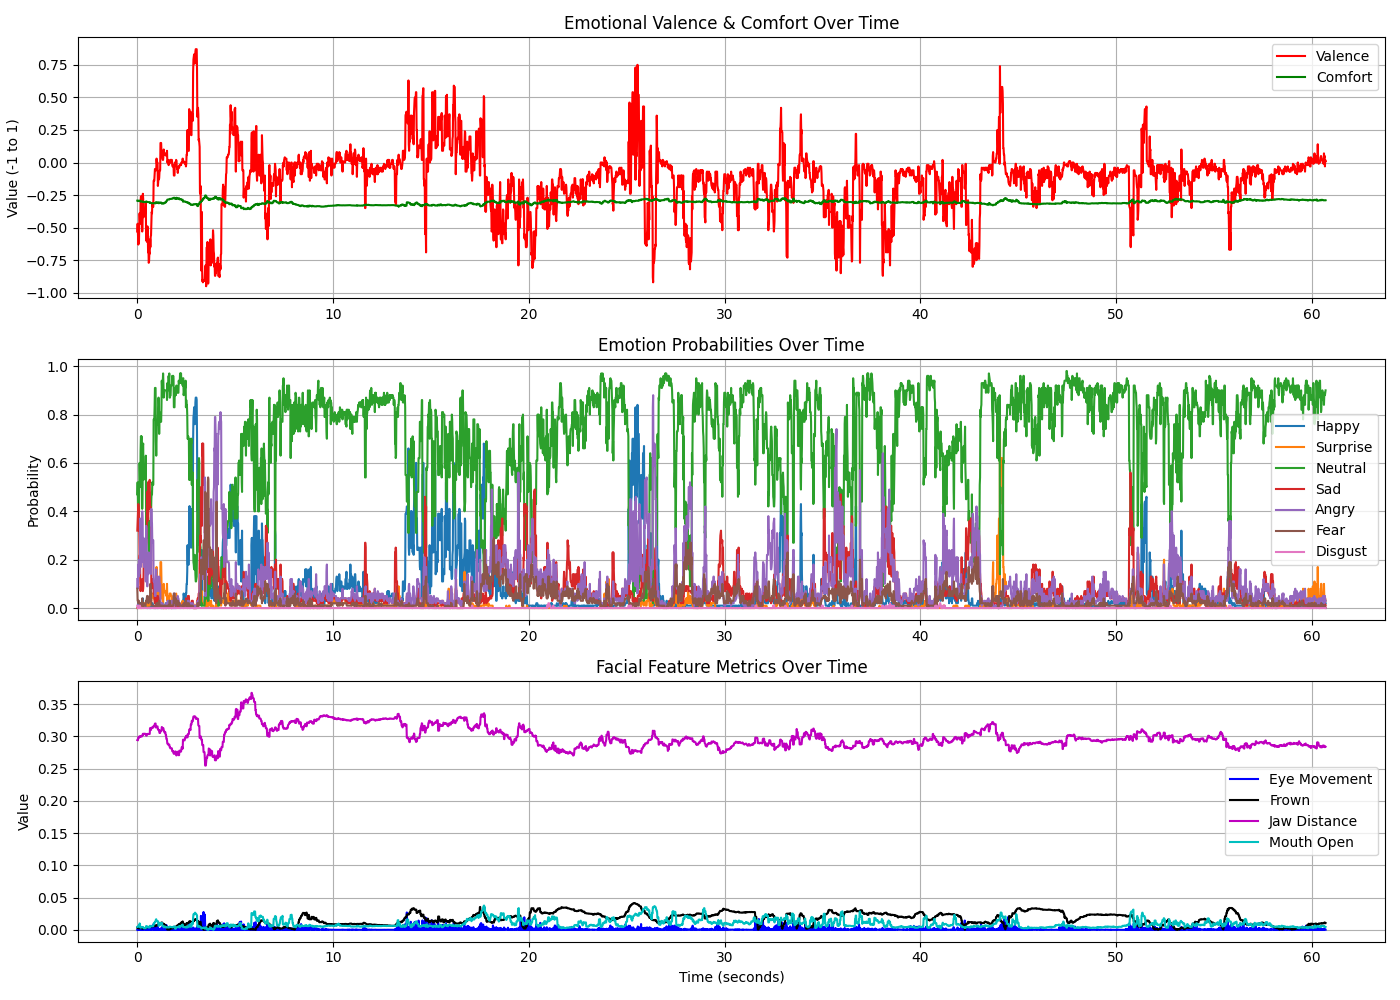 Emotional Valence & Comfort Over Time
Value (-1 to 1)
0.75
0.50
0.25
0.00
−0.25
−0.50
−0.75
−1.00
Valence
Comfort
0 10 20 30 40 50 60
Emotion Probabilities Over Time
Probability
1.0
0.8
0.6
0.4
0.2
0.0
Happy
Surprise
Neutral
Sad
Angry
Fear
Disgust
0 10 20 30 40 50 60
Facial Feature Metrics Over Time
Value
0.35
0.30
0.25
0.20
0.15
0.10
0.05
0.00
Eye Movement
Frown
Jaw Distance
Mouth Open
0 10 20 30 40 50 60
Time (seconds)